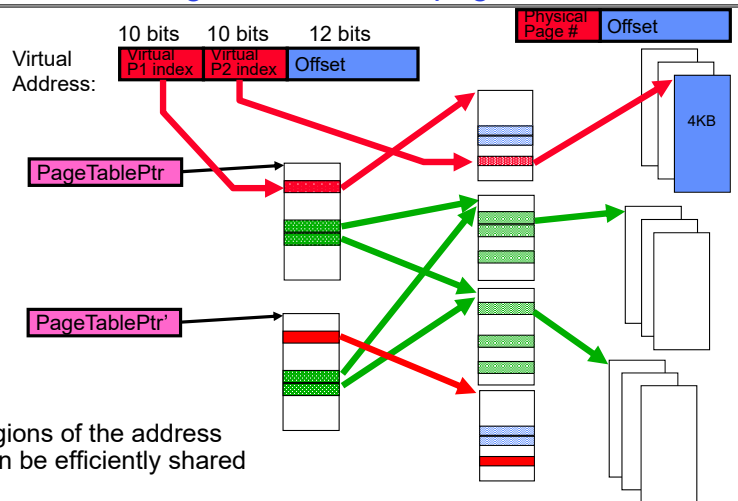 10 bits 10 bits 12 bits
Physical
Page # Offset
Virtual
Address:
Virtual
P1 index
Virtual
P2 index
Offset
4KB
PageTablePtr
PageTablePtr'
gions of the address
n be efficiently shared